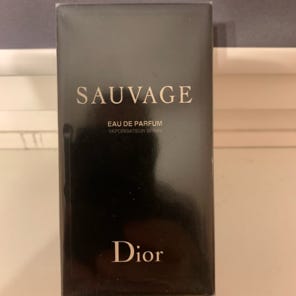 SAUVAGE
EAU DE PARFUM
VAPORISATEUR SPRAY
Dior